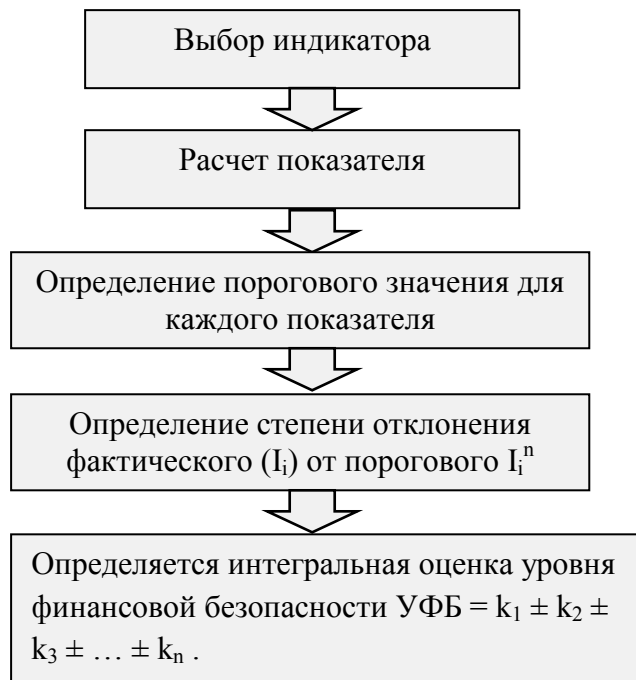 Выбор индикатора
Расчет показателя
Определение порогового значения для
каждого показателя
Определение степени отклонения
фактического (Iᵢ) от порогового Iᵢⁿ
Определяется интегральная оценка уровня
финансовой безопасности УФБ = k₁ ± k₂ ±
k₃ ± … ± kₙ .